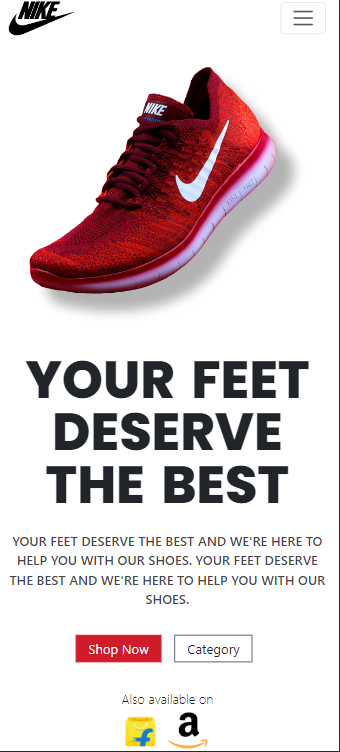 NIKE
NIKE
YOUR FEET
DESERVE
THE BEST
YOUR FEET DESERVE THE BEST AND WE'RE HERE TO
HELP YOU WITH OUR SHOES. YOUR FEET DESERVE
THE BEST AND WE'RE HERE TO HELP YOU WITH OUR
SHOES.
Shop Now
Category
Also available on
f
a